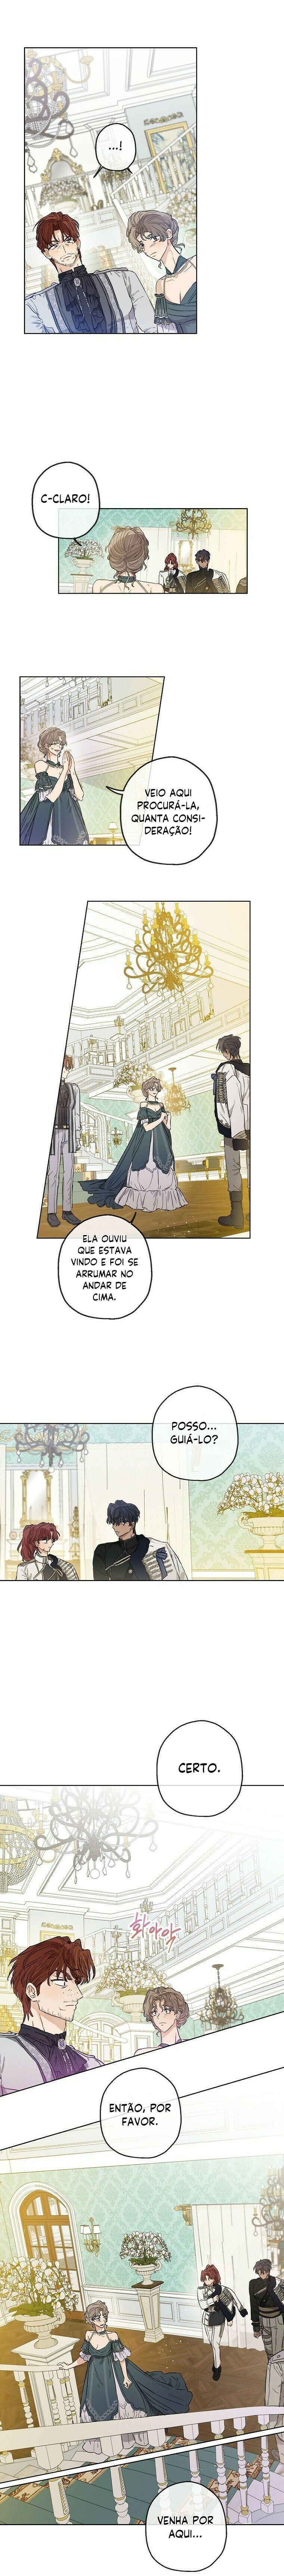 ...!
C-CLARO!
VEIO AQUI
PROCURÁ-LA,
QUANTA CONSI-
DERAÇÃO!
ELA OUVIU
QUE ESTAVA
VINDO E FOI SE
ARRUMAR NO
ANDAR DE
CIMA.
POSSO...
GUIÁ-LO?
CERTO.
화아악
ENTÃO, POR
FAVOR.
VENHA POR
AQUI...